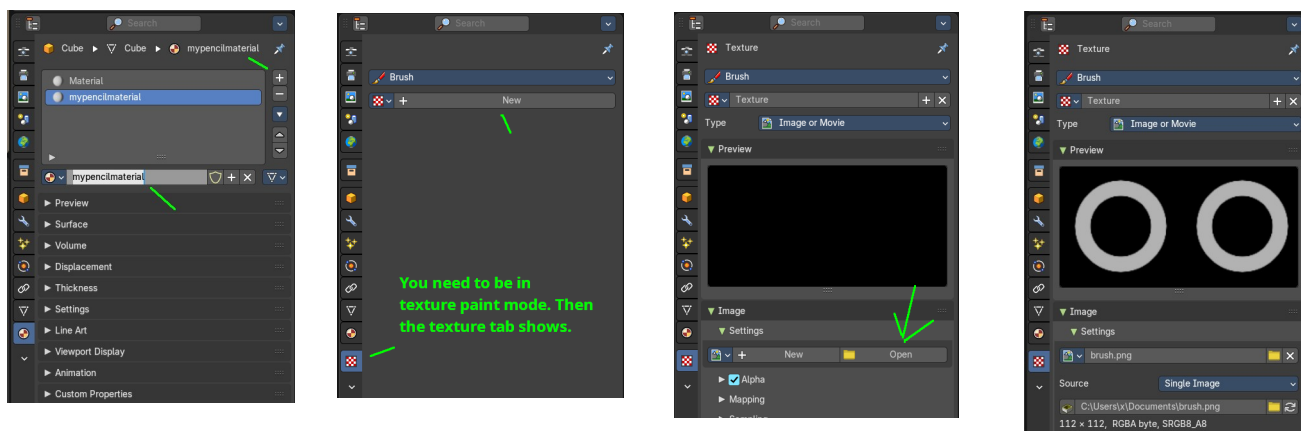 Search
Cube ▸ Cube ▸ mypencilmaterial
Material
mypencilmaterial
mypencilmaterial
Preview
Surface
Volume
Displacement
Thickness
Settings
Line Art
Viewport Display
Animation
Custom Properties
Search
Brush
New
You need to be in
texture paint mode. Then
the texture tab shows.
Search
Texture
Brush
Texture
Type Image or Movie
Preview
Image
Settings
New Open
Alpha
Mapping
Sampling
Search
Texture
Brush
Texture
Type Image or Movie
Preview
Image
Settings
brush.png
Source Single Image
C:\Users\x\Documents\brush.png
112 × 112, RGBA byte, SRGB8_A8